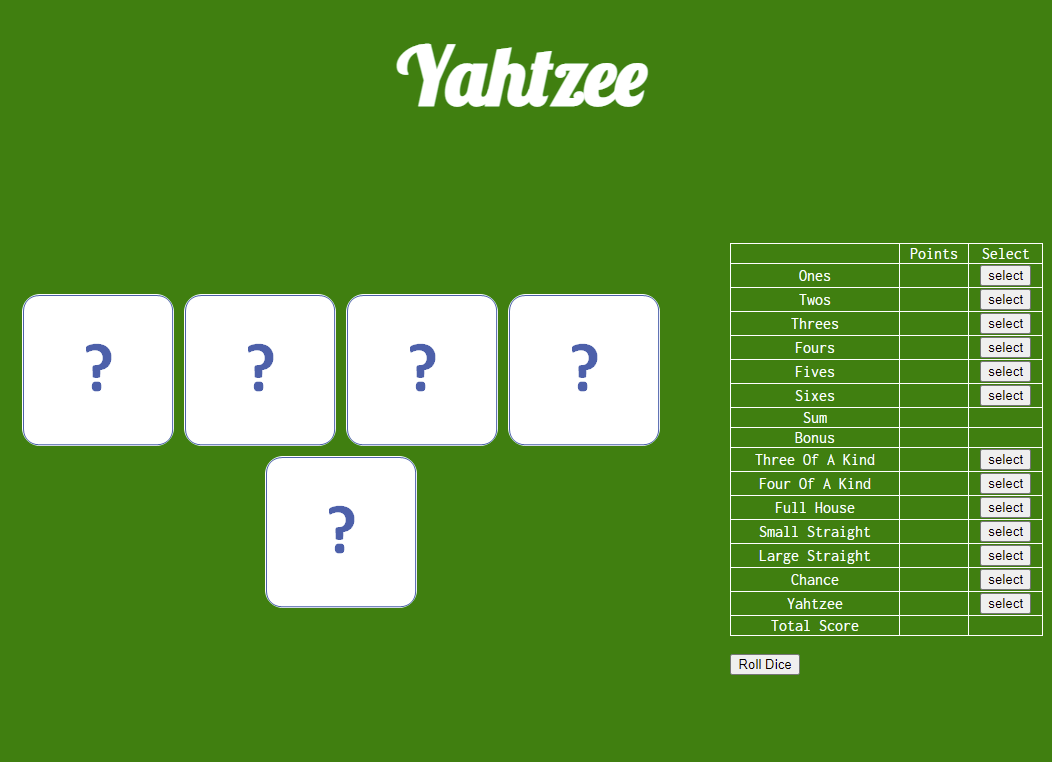 Yahtzee
Points Select
Ones select
Twos select
Threes select
Fours select
Fives select
Sixes select
Sum
Bonus
Three Of A Kind select
Four Of A Kind select
Full House select
Small Straight select
Large Straight select
Chance select
Yahtzee select
Total Score
? ? ? ?
?
Roll Dice